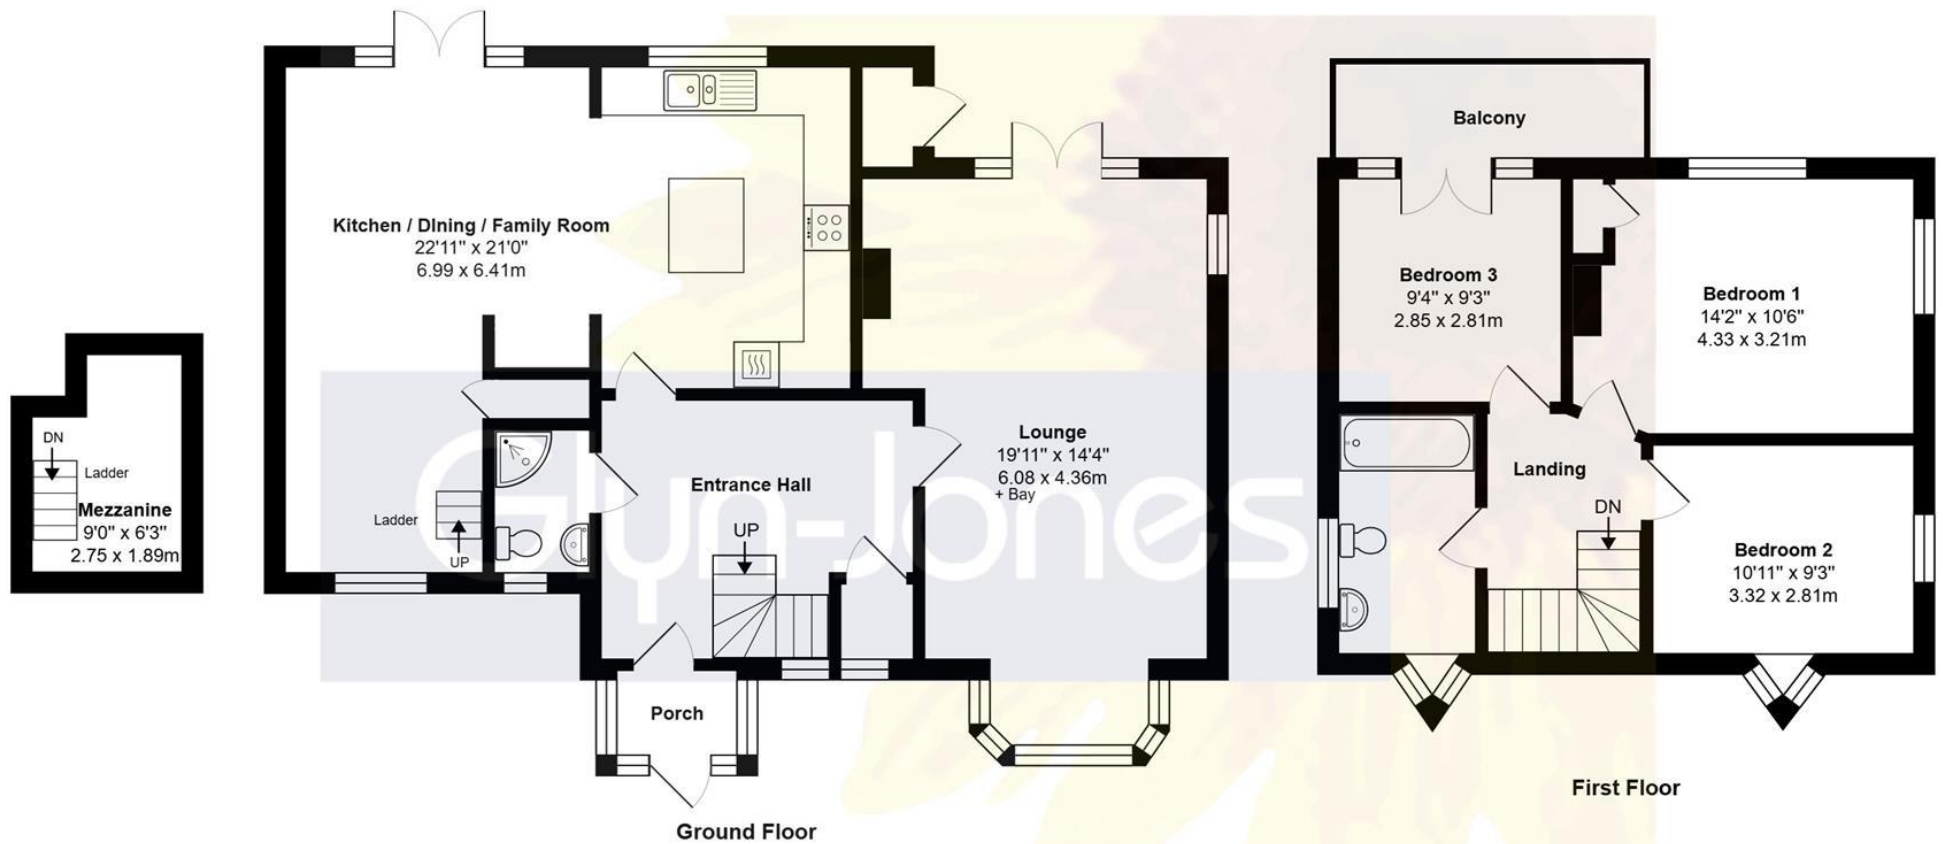 Kitchen / DIning / Family Room
22'11" x 21'0"
6.99 x 6.41m
DN
Ladder
Mezzanine
9'0" x 6'3"
2.75 x 1.89m
Ladder
UP
Entrance Hall
UP
Lounge
19'11" x 14'4"
6.08 x 4.36m
+ Bay
Porch
Ground Floor
Balcony
Bedroom 3
9'4" x 9'3"
2.85 x 2.81m
Bedroom 1
14'2" x 10'6"
4.33 x 3.21m
Landing
DN
Bedroom 2
10'11" x 9'3"
3.32 x 2.81m
First Floor
Glyn-Jones